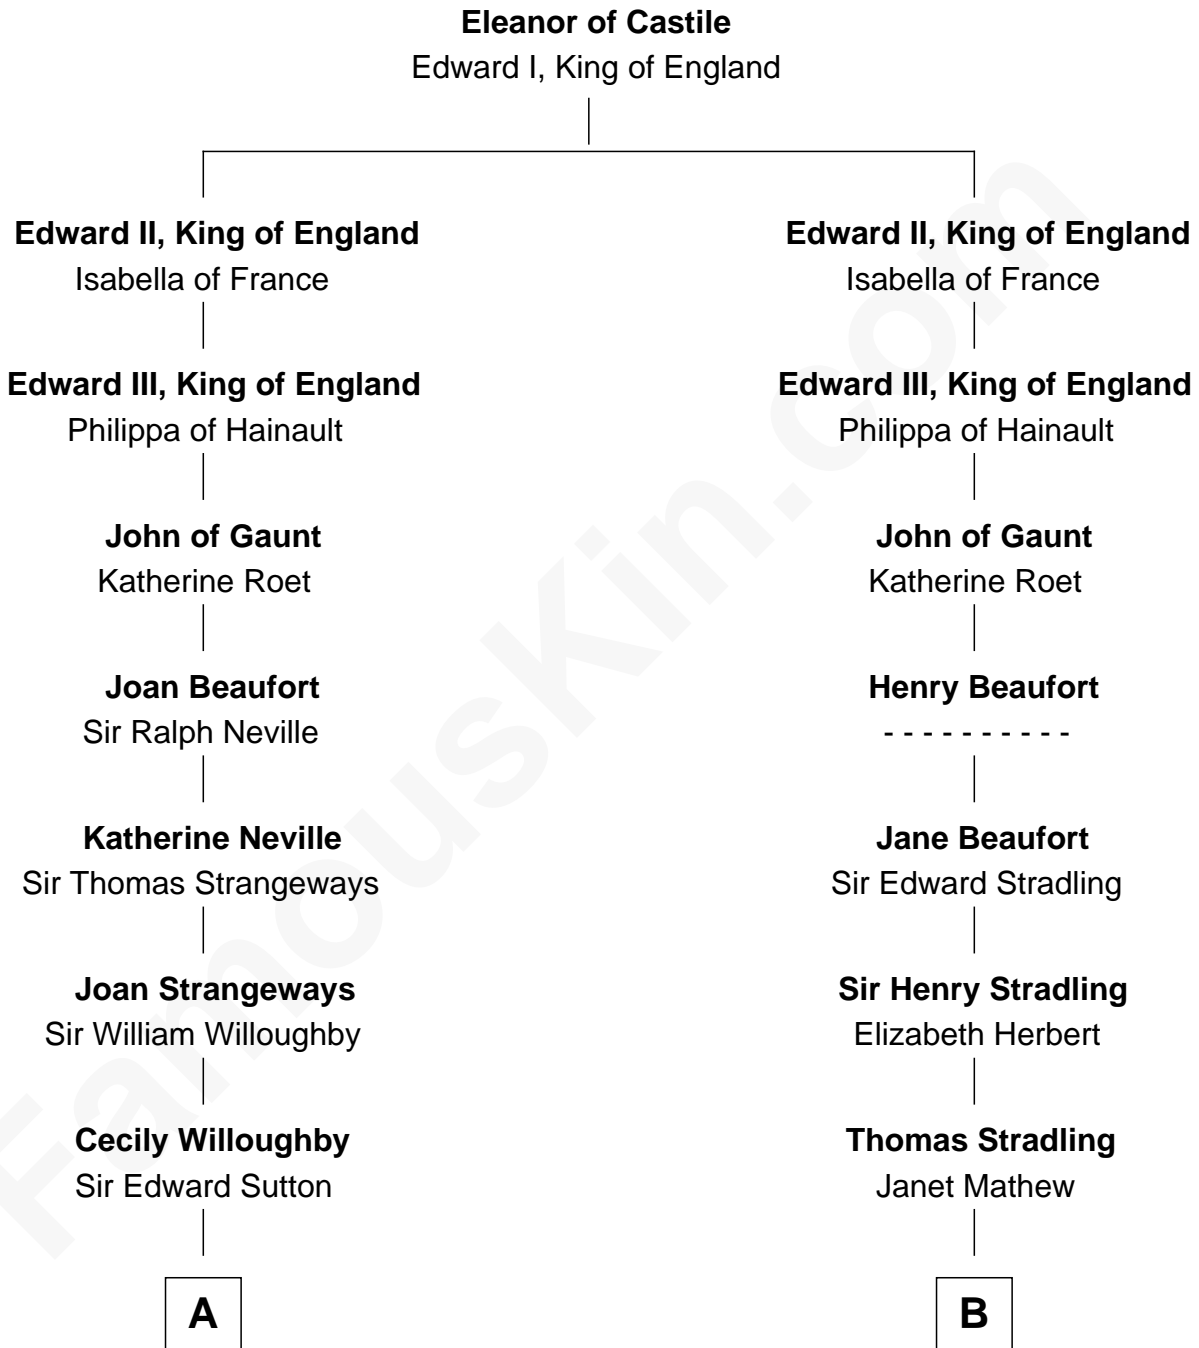 Eleanor of Castile
Edward I, King of England
Edward II, King of England
Isabella of France
Edward III, King of England
Philippa of Hainault
John of Gaunt
Katherine Roet
Joan Beaufort
Sir Ralph Neville
Katherine Neville
Sir Thomas Strangeways
Joan Strangeways
Sir William Willoughby
Cecily Willoughby
Sir Edward Sutton
A
Edward II, King of England
Isabella of France
Edward III, King of England
Philippa of Hainault
John of Gaunt
Katherine Roet
Henry Beaufort
- - - - - - - - - -
Jane Beaufort
Sir Edward Stradling
Sir Henry Stradling
Elizabeth Herbert
Thomas Stradling
Janet Mathew
B
FamousKin.com